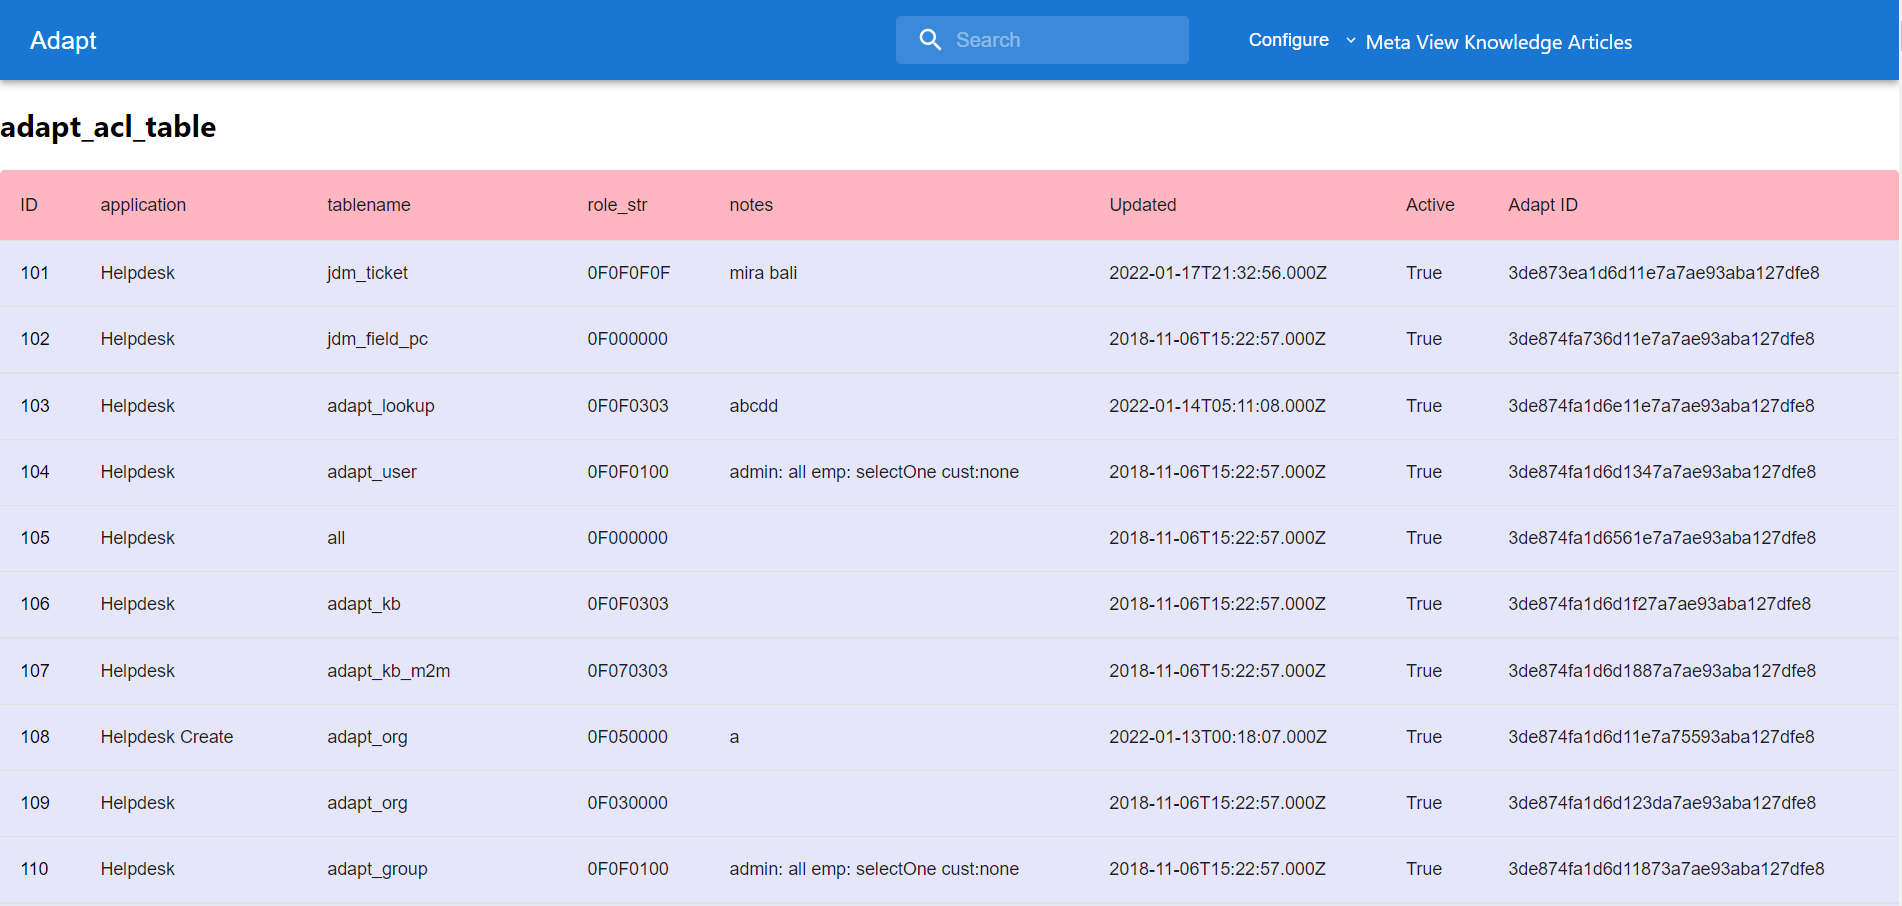 Adapt Search Configure Meta View Knowledge Articles
adapt_acl_table
ID application tablename role_str notes Updated Active Adapt ID
101 Helpdesk jdm_ticket 0F0F0F0F mira bali 2022-01-17T21:32:56.000Z True 3de873ea1d6d11e7a7ae93aba127dfe8
102 Helpdesk jdm_field_pc 0F000000 2018-11-06T15:22:57.000Z True 3de874fa736d11e7a7ae93aba127dfe8
103 Helpdesk adapt_lookup 0F0F0303 abcdd 2022-01-14T05:11:08.000Z True 3de874fa1d6e11e7a7ae93aba127dfe8
104 Helpdesk adapt_user 0F0F0100 admin: all emp: selectOne cust:none 2018-11-06T15:22:57.000Z True 3de874fa1d6d1347a7ae93aba127dfe8
105 Helpdesk all 0F000000 2018-11-06T15:22:57.000Z True 3de874fa1d6561e7a7ae93aba127dfe8
106 Helpdesk adapt_kb 0F0F0303 2018-11-06T15:22:57.000Z True 3de874fa1d6d1f27a7ae93aba127dfe8
107 Helpdesk adapt_kb_m2m 0F070303 2018-11-06T15:22:57.000Z True 3de874fa1d6d1887a7ae93aba127dfe8
108 Helpdesk Create adapt_org 0F050000 a 2022-01-13T00:18:07.000Z True 3de874fa1d6d11e7a75593aba127dfe8
109 Helpdesk adapt_org 0F030000 2018-11-06T15:22:57.000Z True 3de874fa1d6d123da7ae93aba127dfe8
110 Helpdesk adapt_group 0F0F0100 admin: all emp: selectOne cust:none 2018-11-06T15:22:57.000Z True 3de874fa1d6d11873a7ae93aba127dfe8